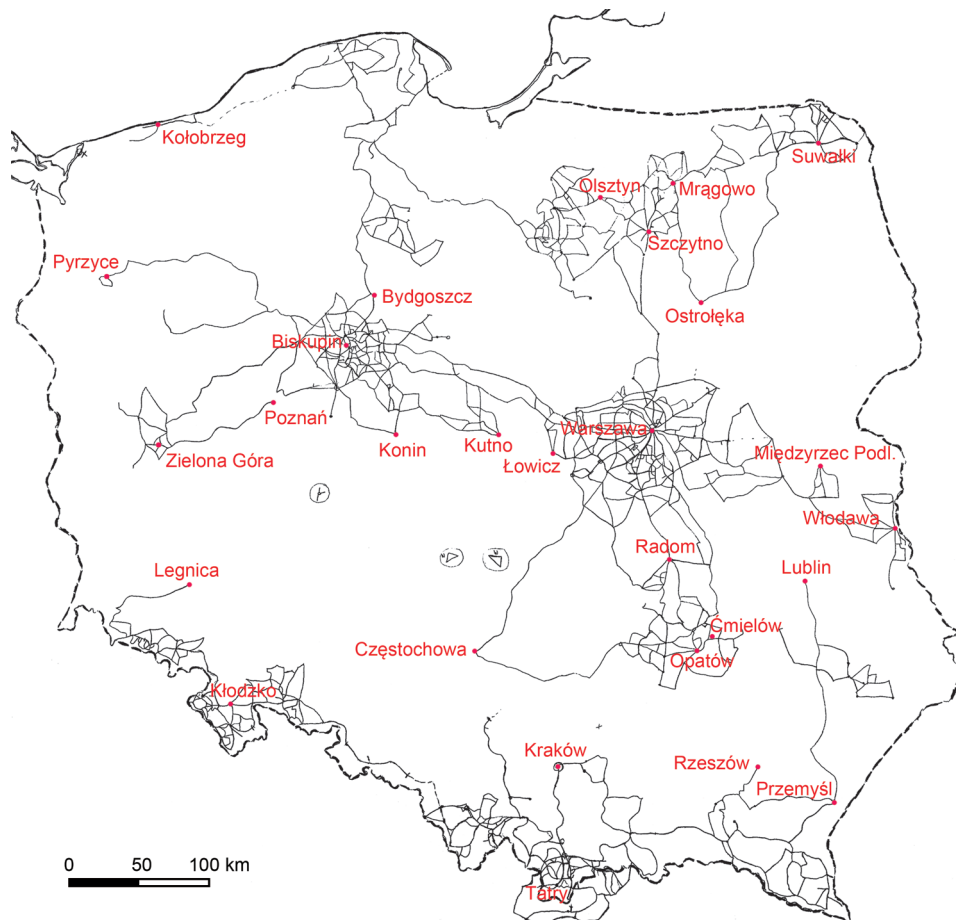 Kołobrzeg
Suwałki
Olsztyn
Mrągowo
Szczytno
Pyrzyce
Bydgoszcz
Ostrołęka
Biskupin
Poznań
Warszawa
Zielona Góra
Konin
Kutno
Łowicz
Międzyrzec Podl.
Włodawa
Radom
Legnica
Lublin
Ćmielów
Częstochowa
Opatów
Kłodzko
Kraków
Rzeszów
Przemyśl
0 50 100 km
Tatry